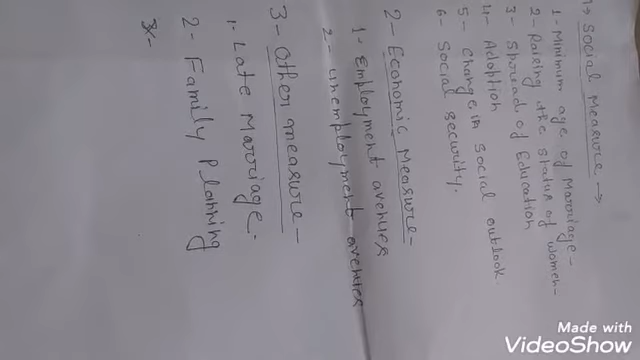 1→ Social Measure →
1- Minimum age of Marriage-
2- Raising the status of women-
3- Spread of Education
4- Adoption
5- Change in Social outlook.
6- Social Security.
2- Economic Measure-
1- Employment avenues
2- unemployment avenues
3- Other measure-
1- Late Marriage.
2- Family Planning
3-
Made with
VideoShow